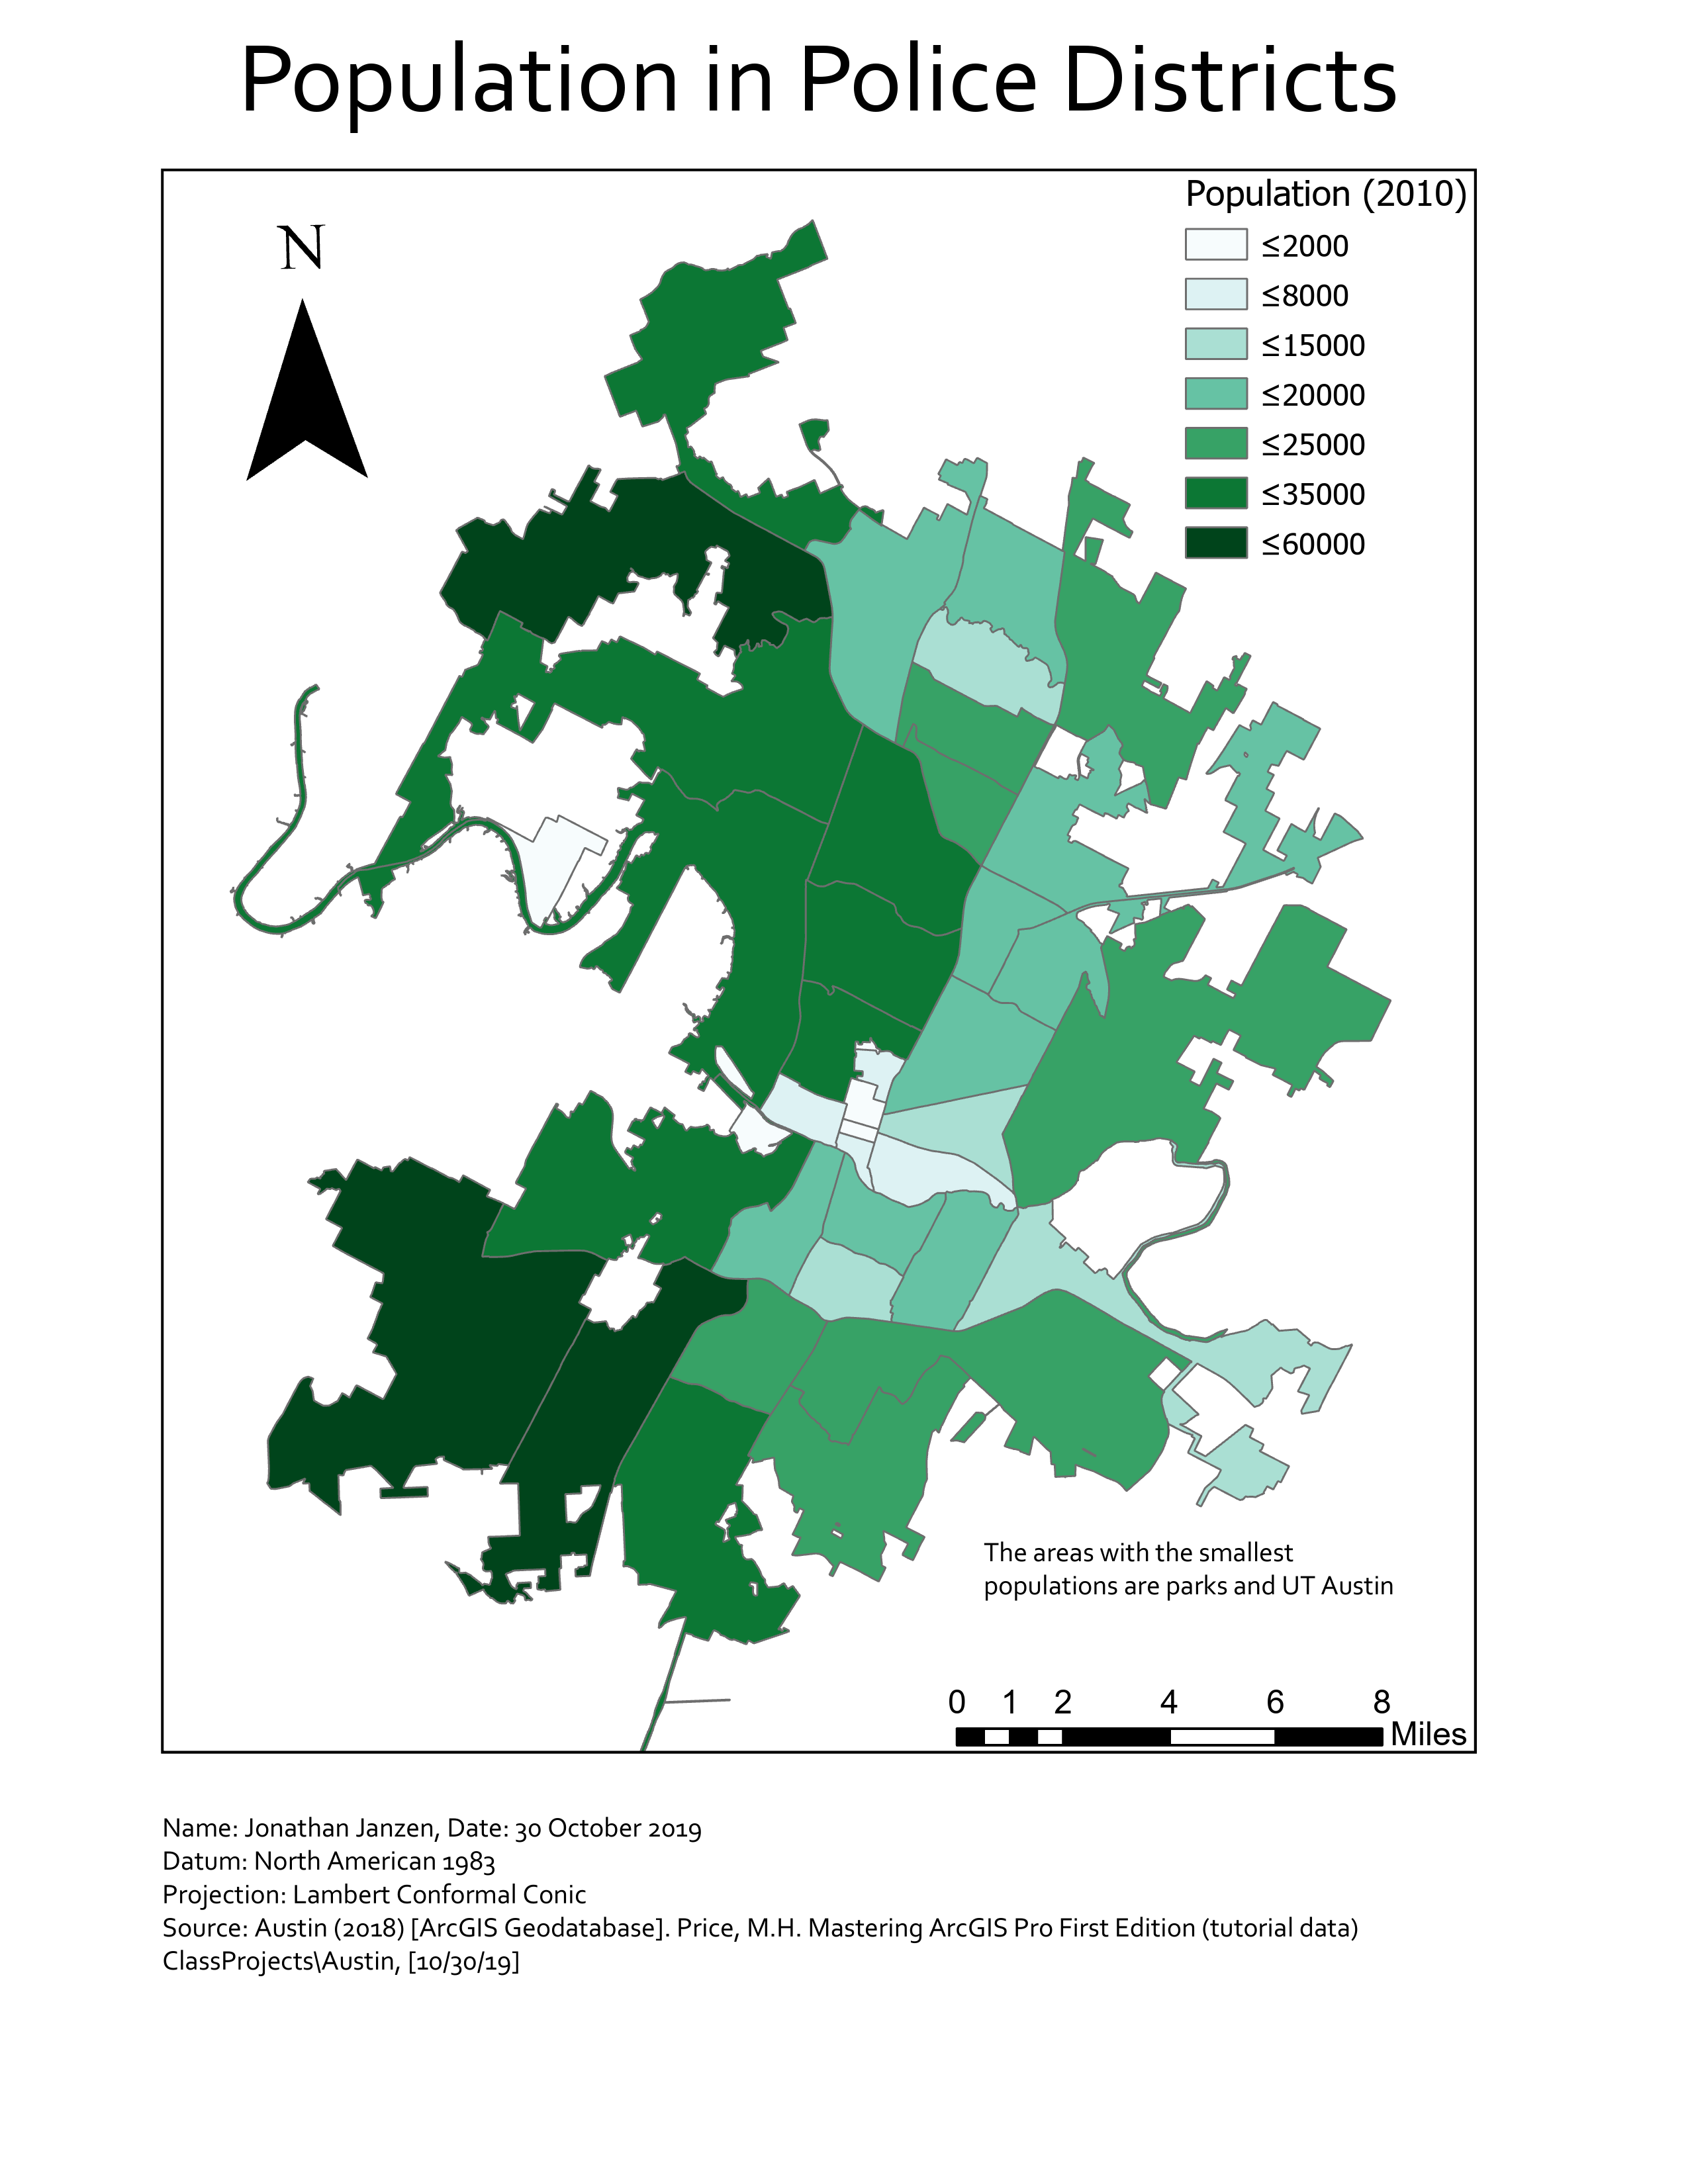 Population in Police Districts
Population (2010)
N
≤2000
≤8000
≤15000
≤20000
≤25000
≤35000
≤60000
The areas with the smallest
populations are parks and UT Austin
0 1 2 4 6 8
Miles
Name: Jonathan Janzen, Date: 30 October 2019
Datum: North American 1983
Projection: Lambert Conformal Conic
Source: Austin (2018) [ArcGIS Geodatabase]. Price, M.H. Mastering ArcGIS Pro First Edition (tutorial data)
ClassProjects\Austin, [10/30/19]